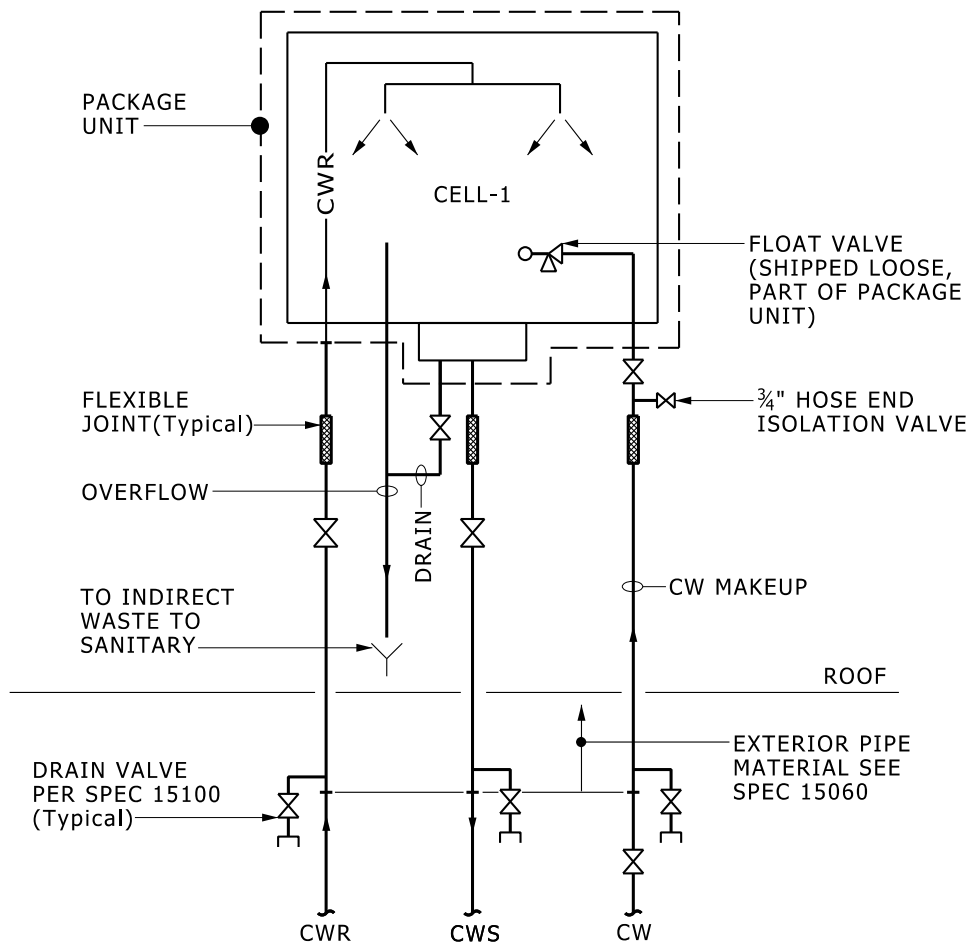 PACKAGE
UNIT
CWR
CELL-1
FLOAT VALVE
(SHIPPED LOOSE,
PART OF PACKAGE
UNIT)
FLEXIBLE
JOINT(Typical)
¾" HOSE END
ISOLATION VALVE
OVERFLOW
DRAIN
CW MAKEUP
TO INDIRECT
WASTE TO
SANITARY
ROOF
EXTERIOR PIPE
MATERIAL SEE
SPEC 15060
DRAIN VALVE
PER SPEC 15100
(Typical)
CWR
CWS
CW